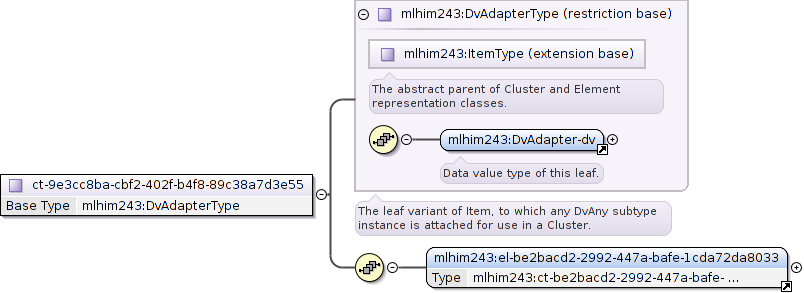 mlhim243:DvAdapterType (restriction base)
mlhim243:ItemType (extension base)
The abstract parent of Cluster and Element
representation classes.
mlhim243:DvAdapter-dv
Data value type of this leaf.
ct-9e3cc8ba-cbf2-402f-b4f8-89c38a7d3e55
Base Type mlhim243:DvAdapterType
The leaf variant of Item, to which any DvAny subtype
instance is attached for use in a Cluster.
mlhim243:el-be2bacd2-2992-447a-bafe-1cda72da8033
Type mlhim243:ct-be2bacd2-2992-447a-bafe- ...